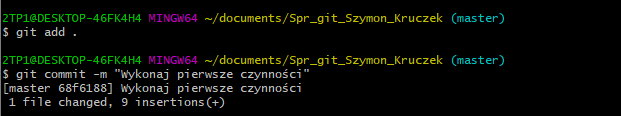 2TP1@DESKTOP-46FK4H4 MINGW64 ~/documents/Spr_git_Szymon_Kruczek (master)
$ git add .
2TP1@DESKTOP-46FK4H4 MINGW64 ~/documents/Spr_git_Szymon_Kruczek (master)
$ git commit -m "Wykonaj pierwsze czynności"
[master 68f6188] Wykonaj pierwsze czynności
1 file changed, 9 insertions(+)